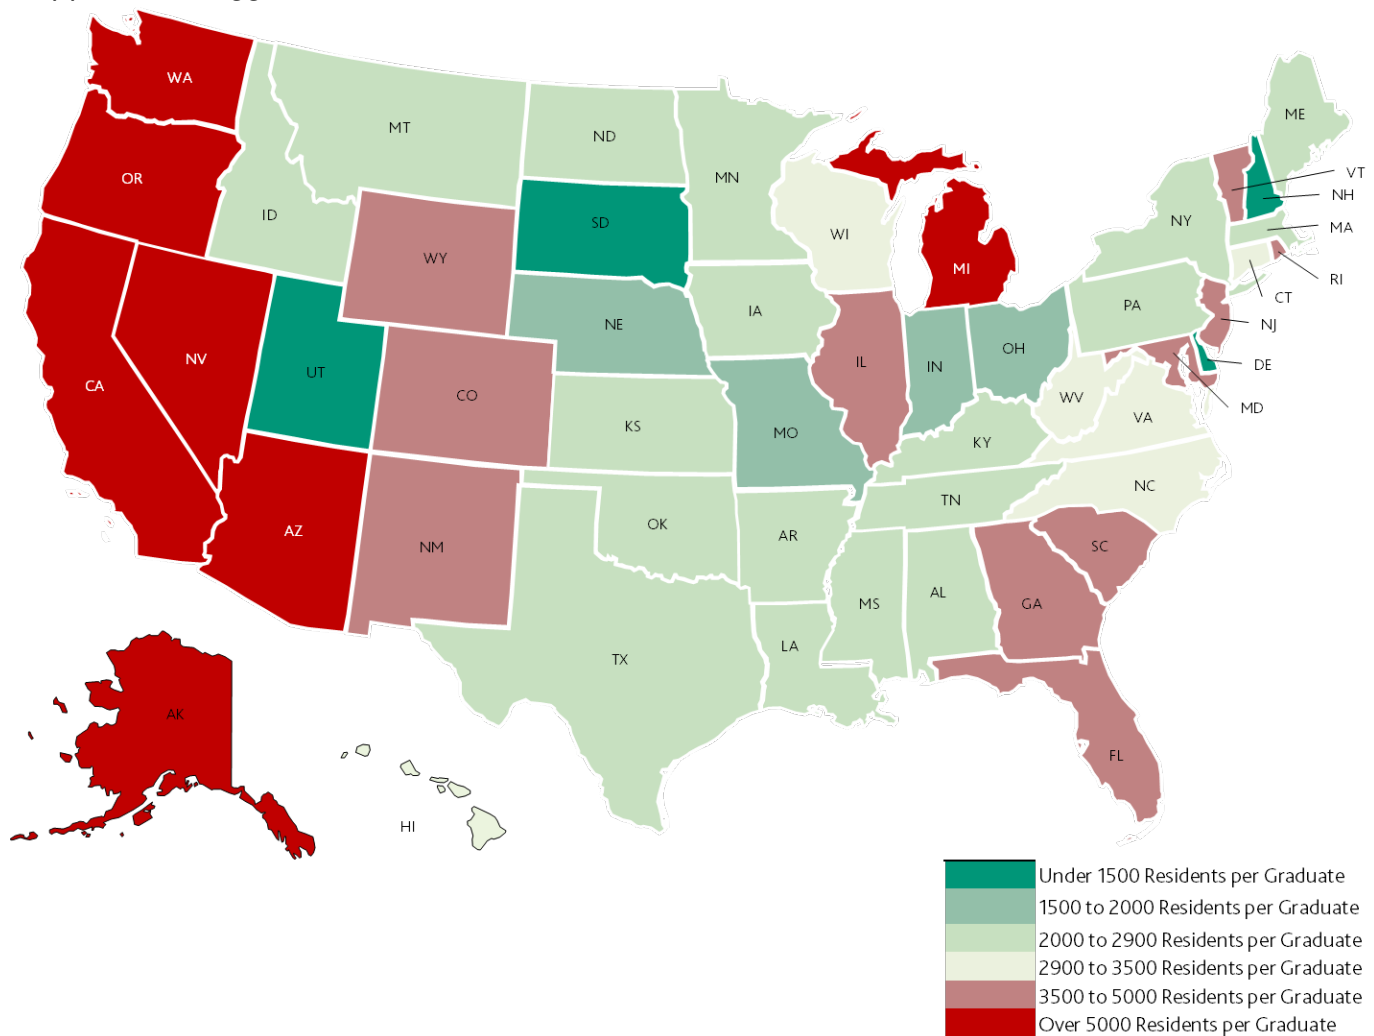 WA
MT
ND
ME
OR
MN
VT
NH
ID
SD
NY
MA
WI
WY
MI
RI
CT
NE
IA
PA
NJ
NV
UT
CO
IL
IN
OH
DE
CA
WV
MD
KS
MO
KY
VA
TN
NC
AZ
NM
OK
AR
SC
MS
AL
GA
TX
LA
AK
FL
HI
Under 1500 Residents per Graduate
1500 to 2000 Residents per Graduate
2000 to 2900 Residents per Graduate
2900 to 3500 Residents per Graduate
3500 to 5000 Residents per Graduate
Over 5000 Residents per Graduate